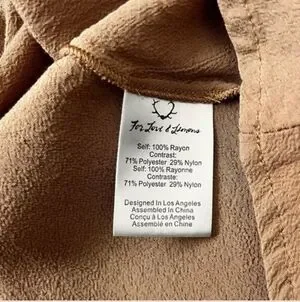 For Love & Lemons
Self: 100% Rayon
Contrast:
71% Polyester 29% Nylon
Self: 100% Rayonne
Contraste:
71% Polyester 29% Nylon
Designed In Los Angeles
Assembled In China
Conçu à Los Angeles
Assemblé en Chine